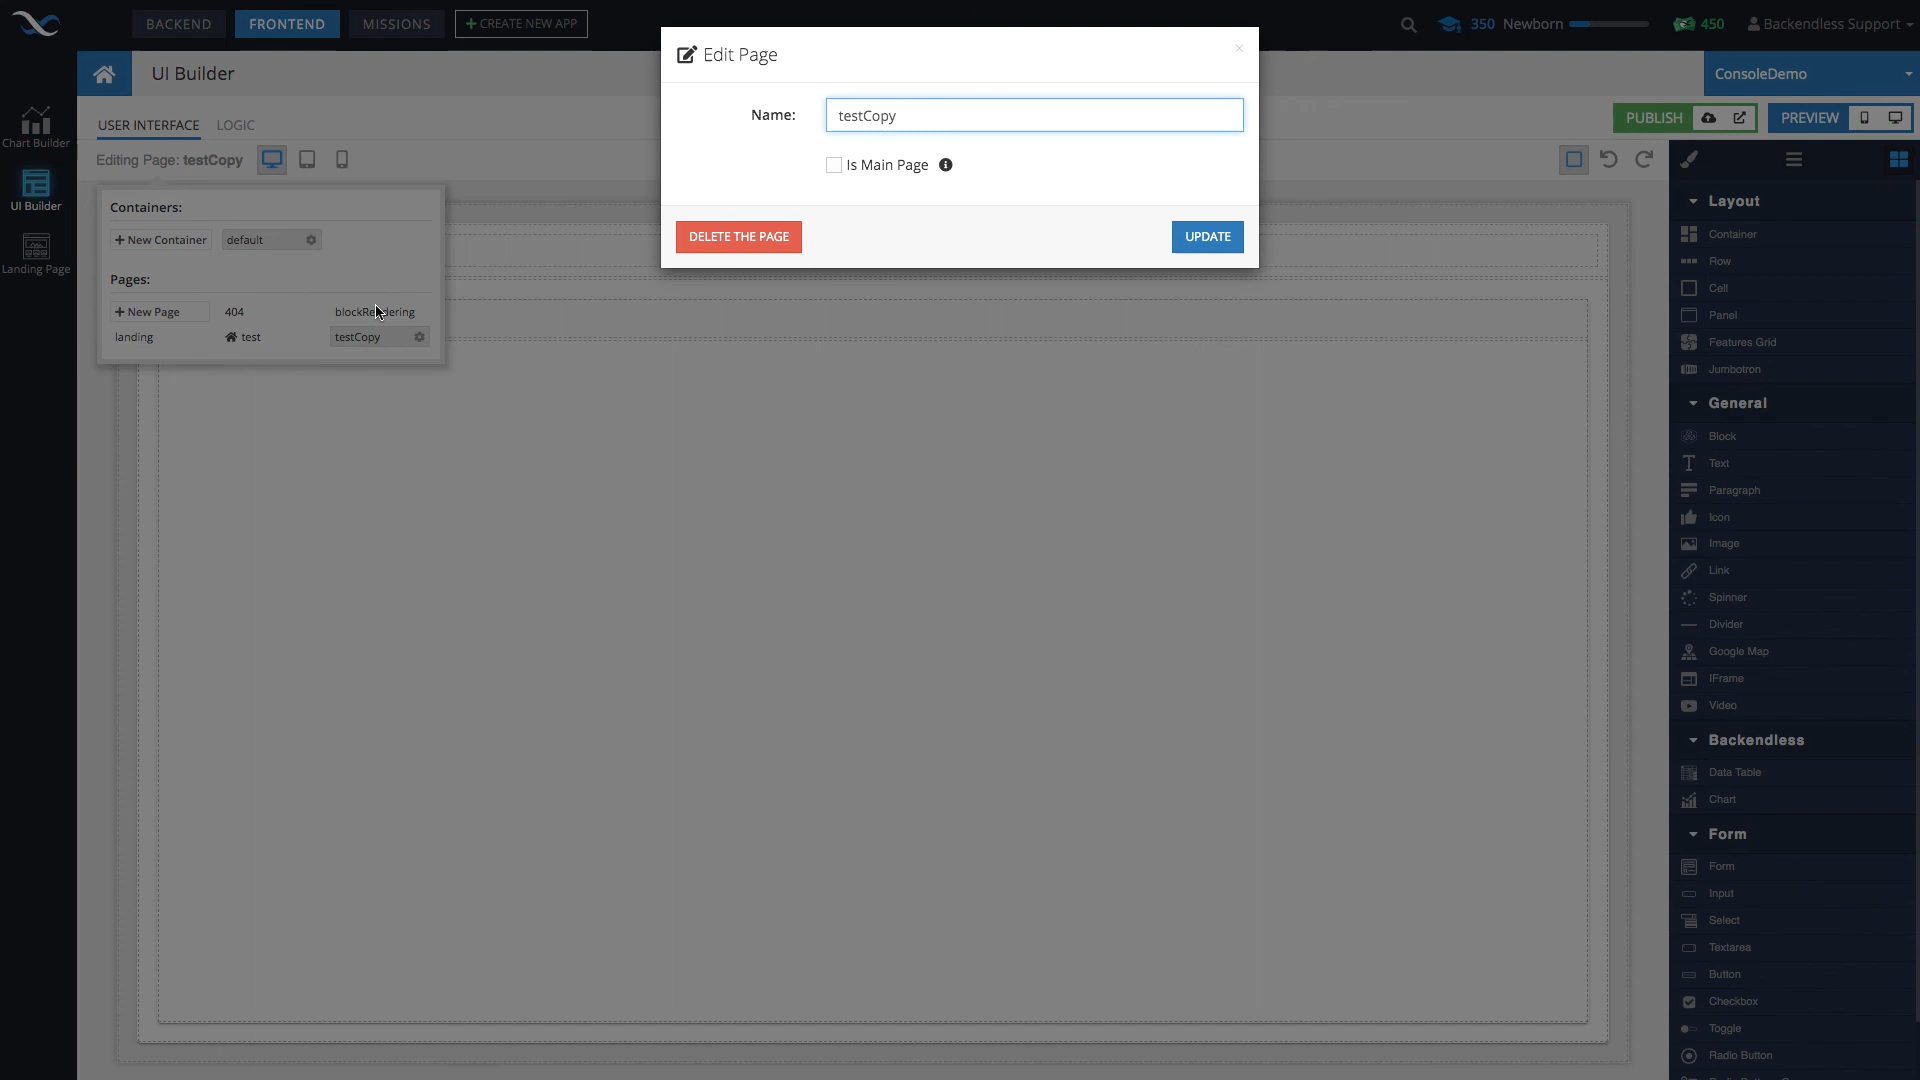 BACKEND
FRONTEND
MISSIONS
+ CREATE NEW APP
350 Newborn
450
Backendless Support
UI Builder
ConsoleDemo
Chart Builder
UI Builder
Landing Page
USER INTERFACE
LOGIC
PUBLISH
PREVIEW
Editing Page: testCopy
Containers:
+ New Container
default
Pages:
+ New Page
404
blockRendering
landing
test
testCopy
Edit Page
×
Name:
testCopy
Is Main Page
DELETE THE PAGE
UPDATE
Layout
Container
Row
Cell
Panel
Features Grid
Jumbotron
General
Block
Text
Paragraph
Icon
Image
Link
Spinner
Divider
Google Map
IFrame
Video
Backendless
Data Table
Chart
Form
Form
Input
Select
Textarea
Button
Checkbox
Toggle
Radio Button